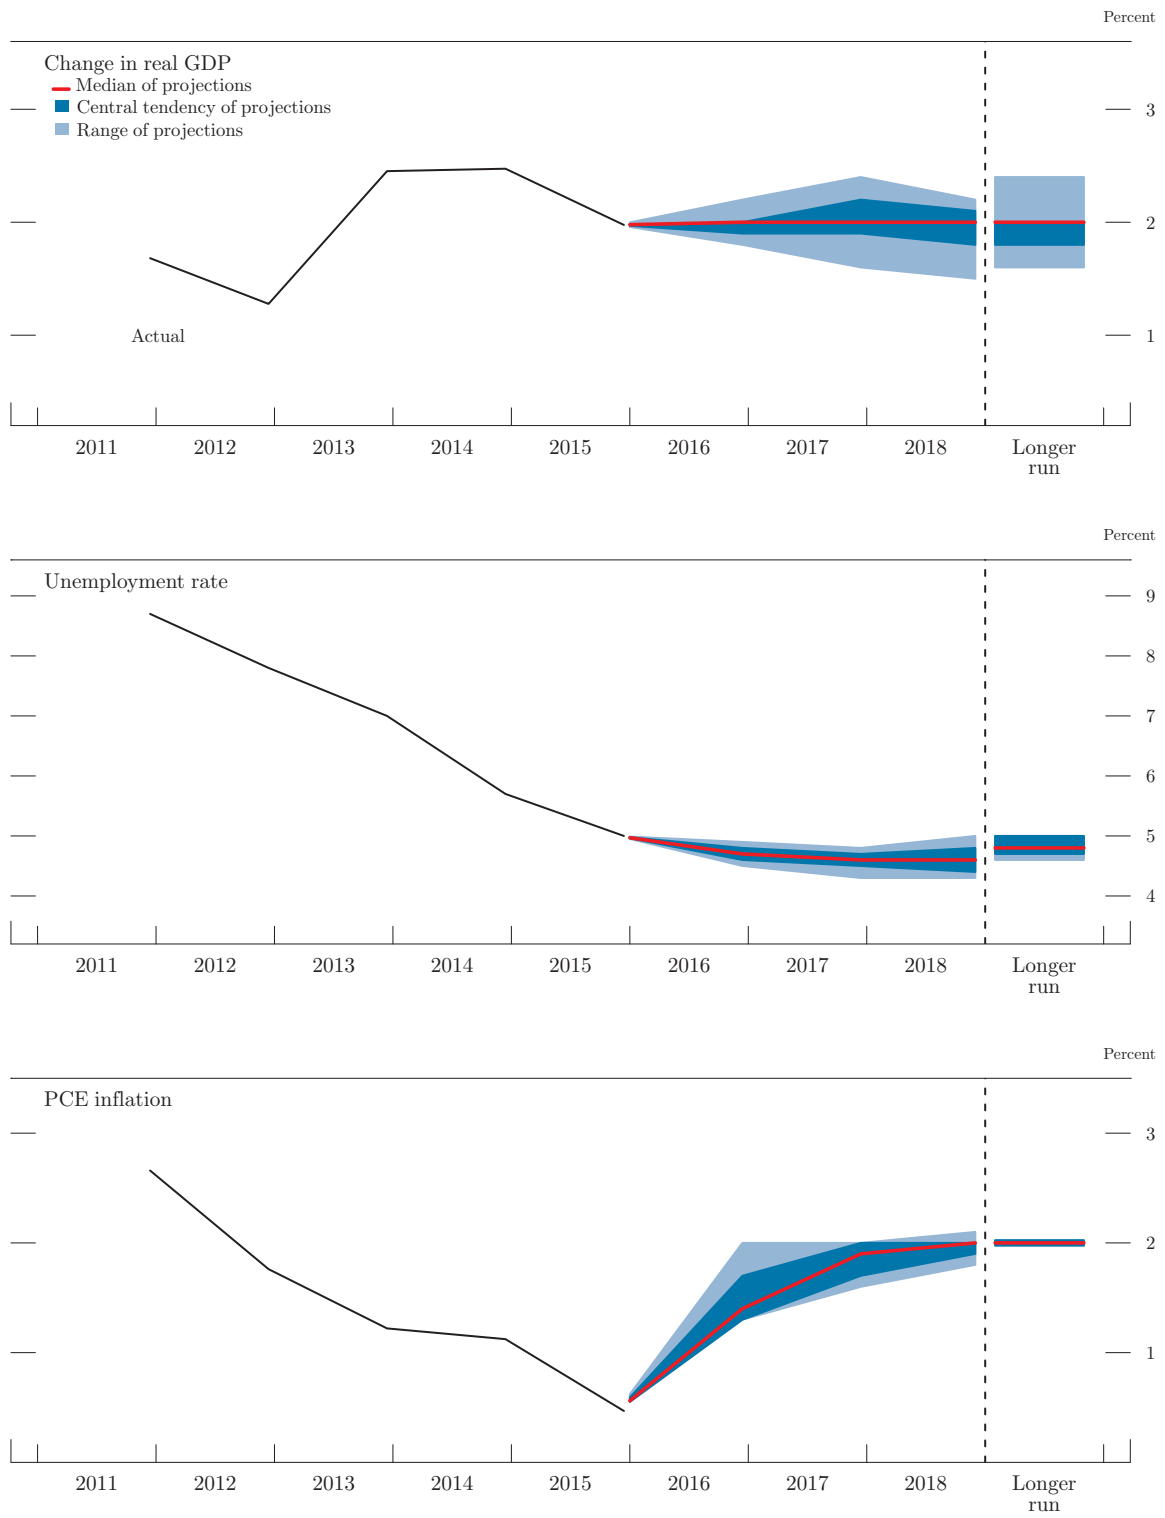 Percent
Change in real GDP
Median of projections
Central tendency of projections
Range of projections
3
2
1
Actual
2011 2012 2013 2014 2015 2016 2017 2018 Longer
run
Percent
Unemployment rate
9
8
7
6
5
4
2011 2012 2013 2014 2015 2016 2017 2018 Longer
run
Percent
PCE inflation
3
2
1
2011 2012 2013 2014 2015 2016 2017 2018 Longer
run